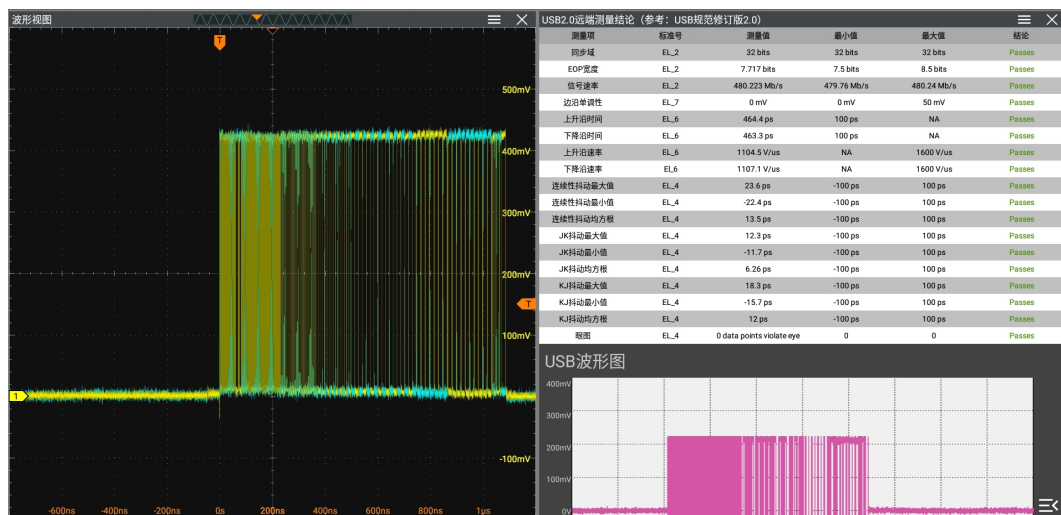 波形视图
T
500mV
400mV
300mV
200mV
T
100mV
1
-100mV
-600ns -400ns -200ns 0s 200ns 400ns 600ns 800ns 1µs
USB2.0远端测量结论（参考：USB规范修订版2.0）
测量项 标准号 测量值 最小值 最大值 结论
同步域 EL_2 32 bits 32 bits 32 bits Passes
EOP宽度 EL_2 7.717 bits 7.5 bits 8.5 bits Passes
信号速率 EL_2 480.223 Mb/s 479.76 Mb/s 480.24 Mb/s Passes
边沿单调性 EL_7 0 mV 0 mV 50 mV Passes
上升沿时间 EL_6 464.4 ps 100 ps NA Passes
下降沿时间 EL_6 463.3 ps 100 ps NA Passes
上升沿速率 EL_6 1104.5 V/us NA 1600 V/us Passes
下降沿速率 El_6 1107.1 V/us NA 1600 V/us Passes
连续性抖动最大值 EL_4 23.6 ps -100 ps 100 ps Passes
连续性抖动最小值 EL_4 -22.4 ps -100 ps 100 ps Passes
连续性抖动均方根 EL_4 13.5 ps -100 ps 100 ps Passes
JK抖动最大值 EL_4 12.3 ps -100 ps 100 ps Passes
JK抖动最小值 EL_4 -11.7 ps -100 ps 100 ps Passes
JK抖动均方根 EL_4 6.26 ps -100 ps 100 ps Passes
KJ抖动最大值 EL_4 18.3 ps -100 ps 100 ps Passes
KJ抖动最小值 EL_4 -15.7 ps -100 ps 100 ps Passes
KJ抖动均方根 EL_4 12 ps -100 ps 100 ps Passes
眼图 EL_4 0 data points violate eye 0 0 Passes
USB波形图
400mV
300mV
200mV
100mV
0V